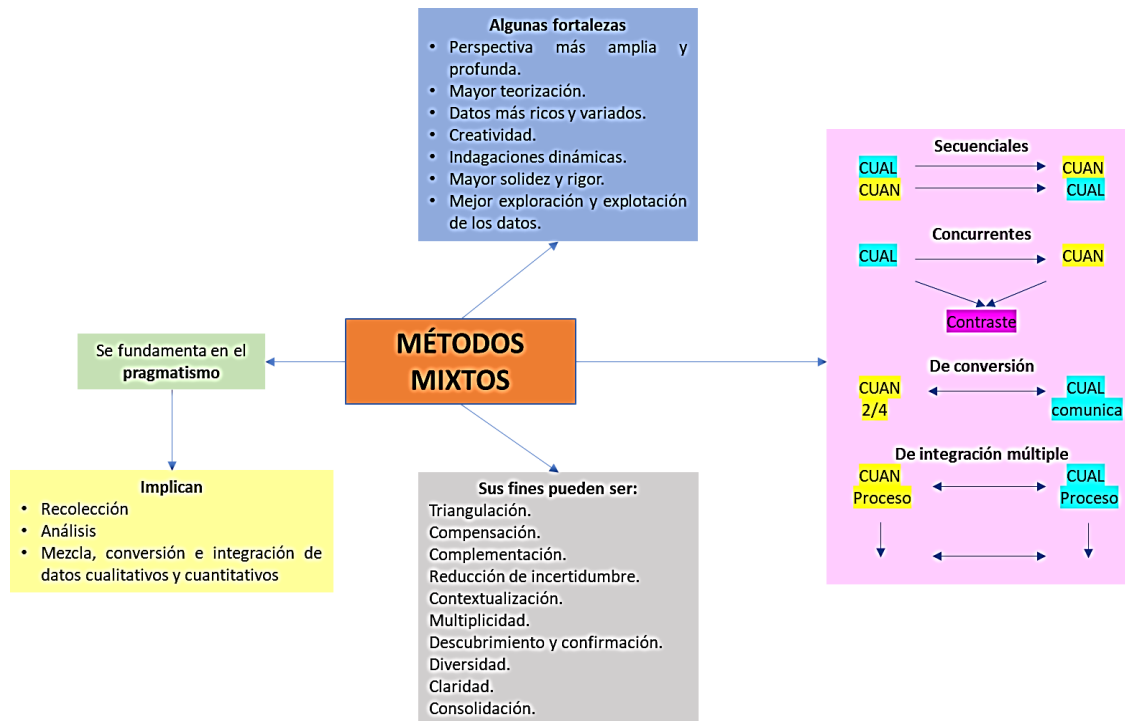 Algunas fortalezas
• Perspectiva más amplia y
profunda.
• Mayor teorización.
• Datos más ricos y variados.
• Creatividad.
• Indagaciones dinámicas.
• Mayor solidez y rigor.
• Mejor exploración y explotación
de los datos.
Se fundamenta en el
pragmatismo
MÉTODOS
MIXTOS
Implican
• Recolección
• Análisis
• Mezcla, conversión e integración de
datos cualitativos y cuantitativos
Sus fines pueden ser:
Triangulación.
Compensación.
Complementación.
Reducción de incertidumbre.
Contextualización.
Multiplicidad.
Descubrimiento y confirmación.
Diversidad.
Claridad.
Consolidación.
Secuenciales
CUAL CUAN
CUAN CUAL
Concurrentes
CUAL CUAN
Contraste
De conversión
CUAN CUAL
2/4 comunica
De integración múltiple
CUAN CUAL
Proceso Proceso